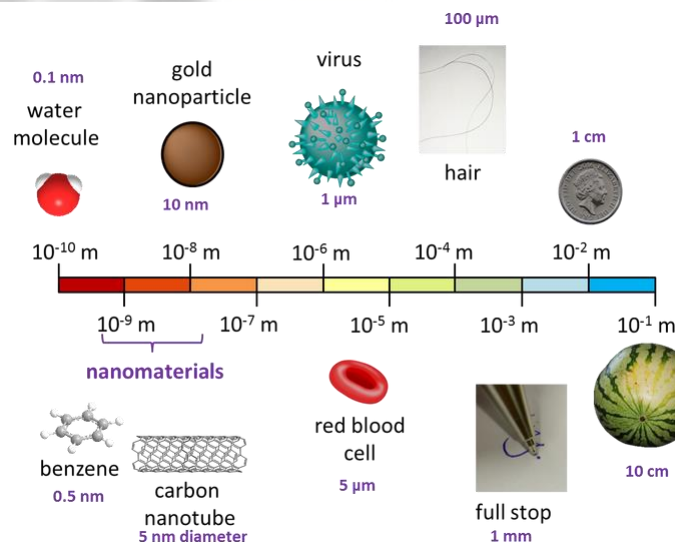 100 µm
0.1 nm
water
molecule
gold
nanoparticle
10 nm
virus
1 µm
hair
1 cm
10⁻¹⁰ m
10⁻⁸ m
10⁻⁶ m
10⁻⁴ m
10⁻² m
10⁻⁹ m
10⁻⁷ m
10⁻⁵ m
10⁻³ m
10⁻¹ m
nanomaterials
benzene
0.5 nm
carbon
nanotube
5 nm diameter
red blood
cell
5 µm
full stop
1 mm
10 cm